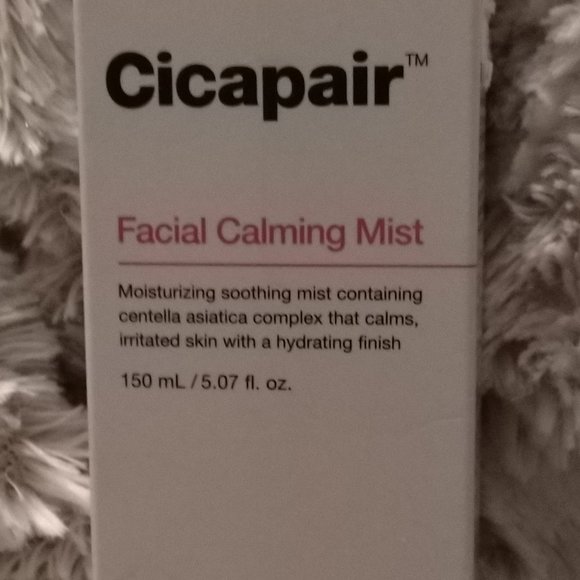 Cicapair™
Facial Calming Mist
Moisturizing soothing mist containing
centella asiatica complex that calms,
irritated skin with a hydrating finish
150 mL / 5.07 fl. oz.